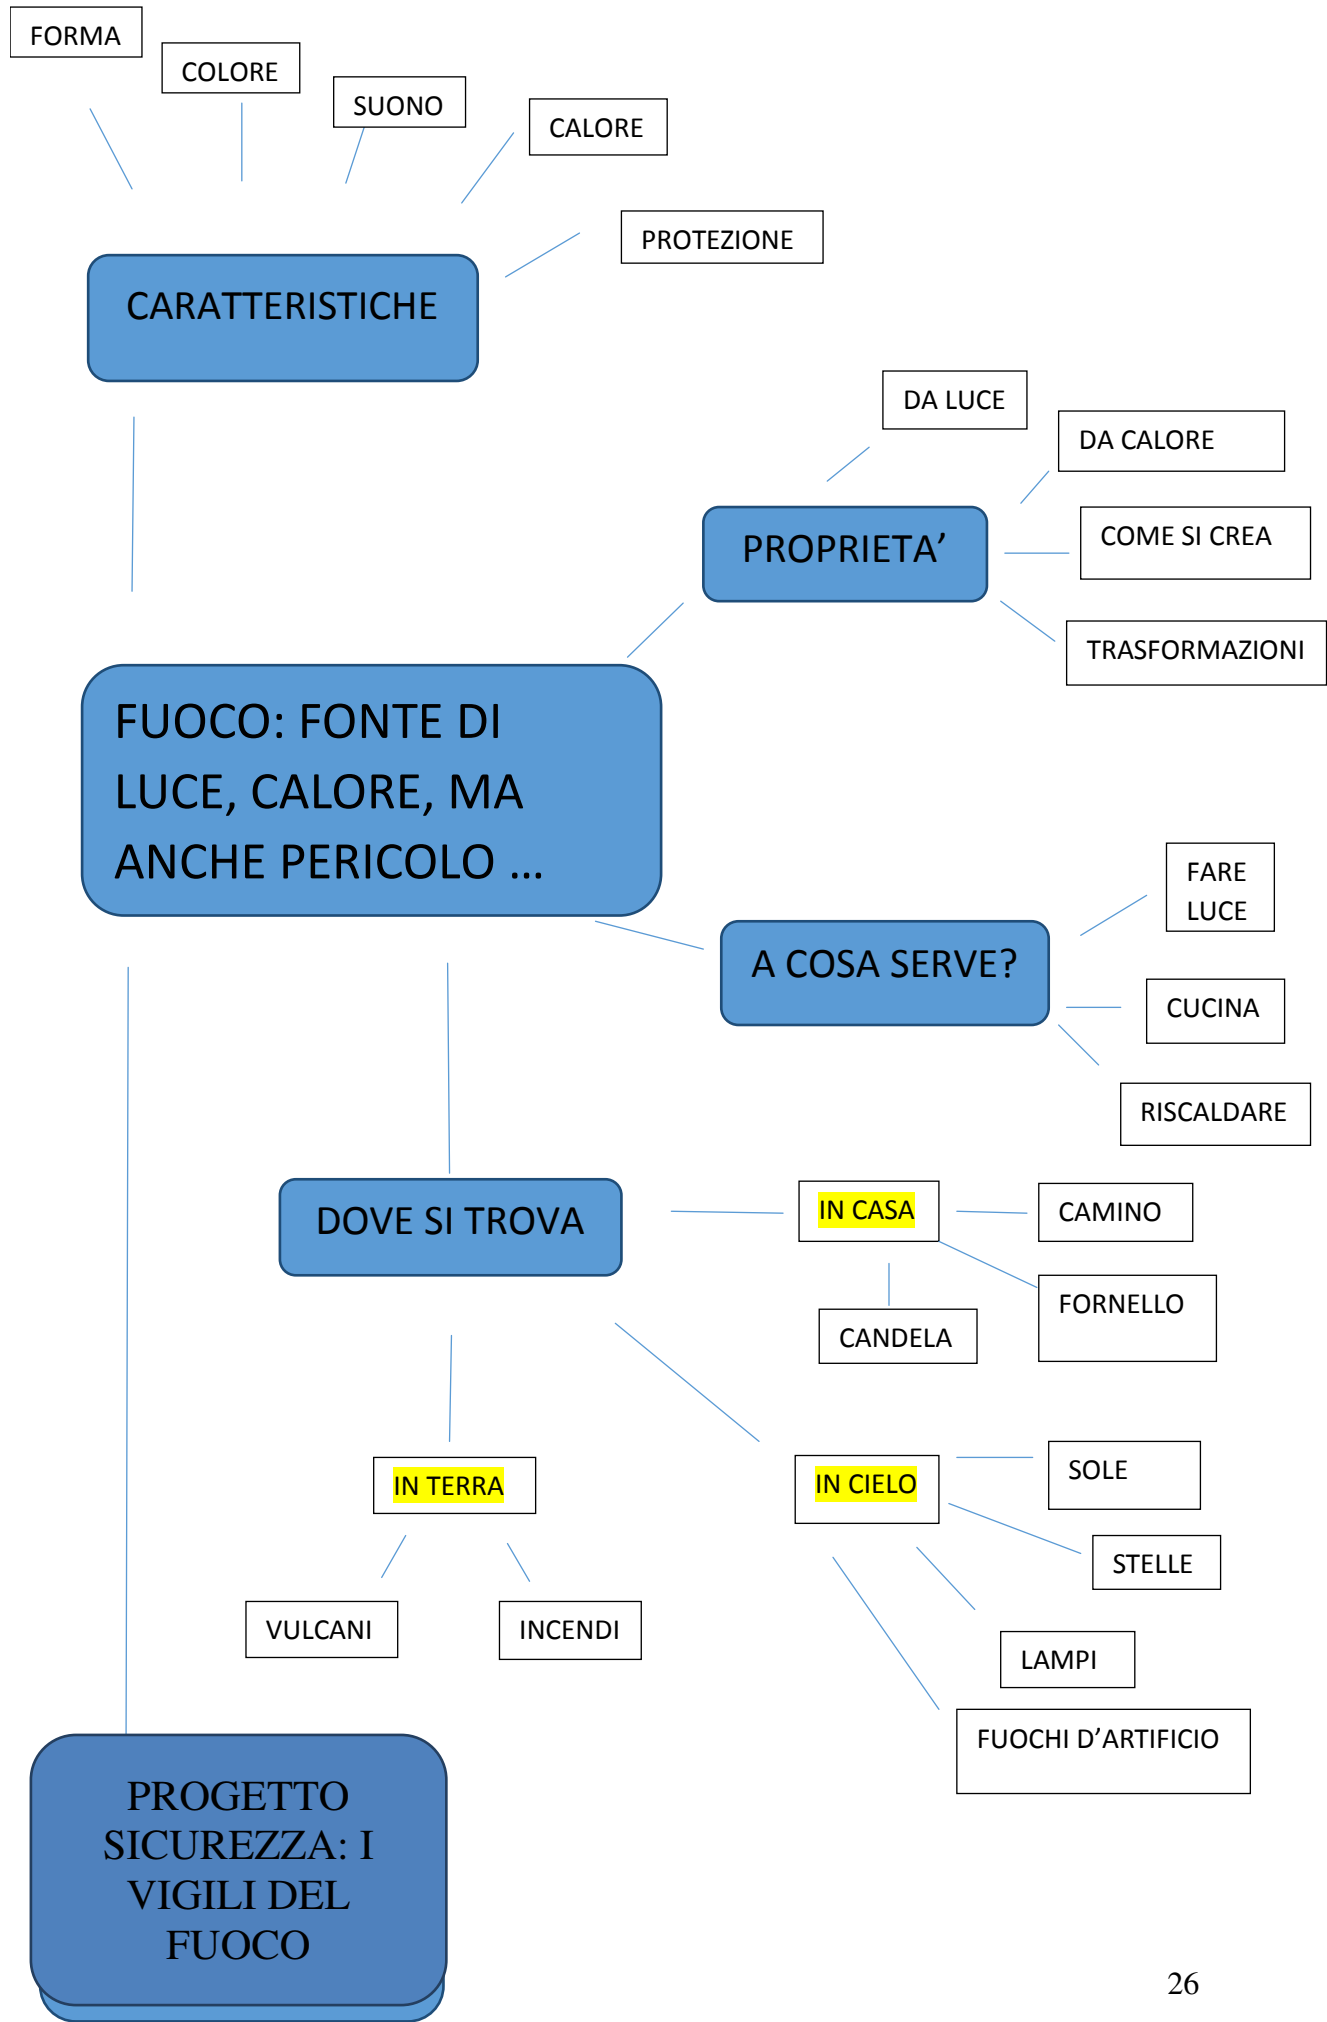 FORMA
COLORE
SUONO
CALORE
PROTEZIONE
CARATTERISTICHE
DA LUCE
DA CALORE
COME SI CREA
PROPRIETA’
TRASFORMAZIONI
FUOCO: FONTE DI
LUCE, CALORE, MA
ANCHE PERICOLO …
FARE
LUCE
A COSA SERVE?
CUCINA
RISCALDARE
DOVE SI TROVA
IN CASA
CAMINO
FORNELLO
CANDELA
IN TERRA
IN CIELO
SOLE
STELLE
VULCANI
INCENDI
LAMPI
FUOCHI D’ARTIFICIO
PROGETTO
SICUREZZA: I
VIGILI DEL
FUOCO
26